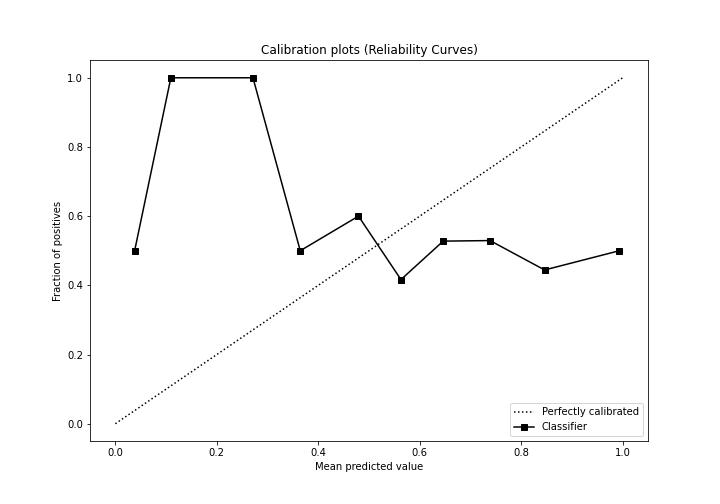 Calibration plots (Reliability Curves)
1.0
0.8
0.6
0.4
0.2
0.0
Fraction of positives
0.0 0.2 0.4 0.6 0.8 1.0
Mean predicted value
Perfectly calibrated
Classifier